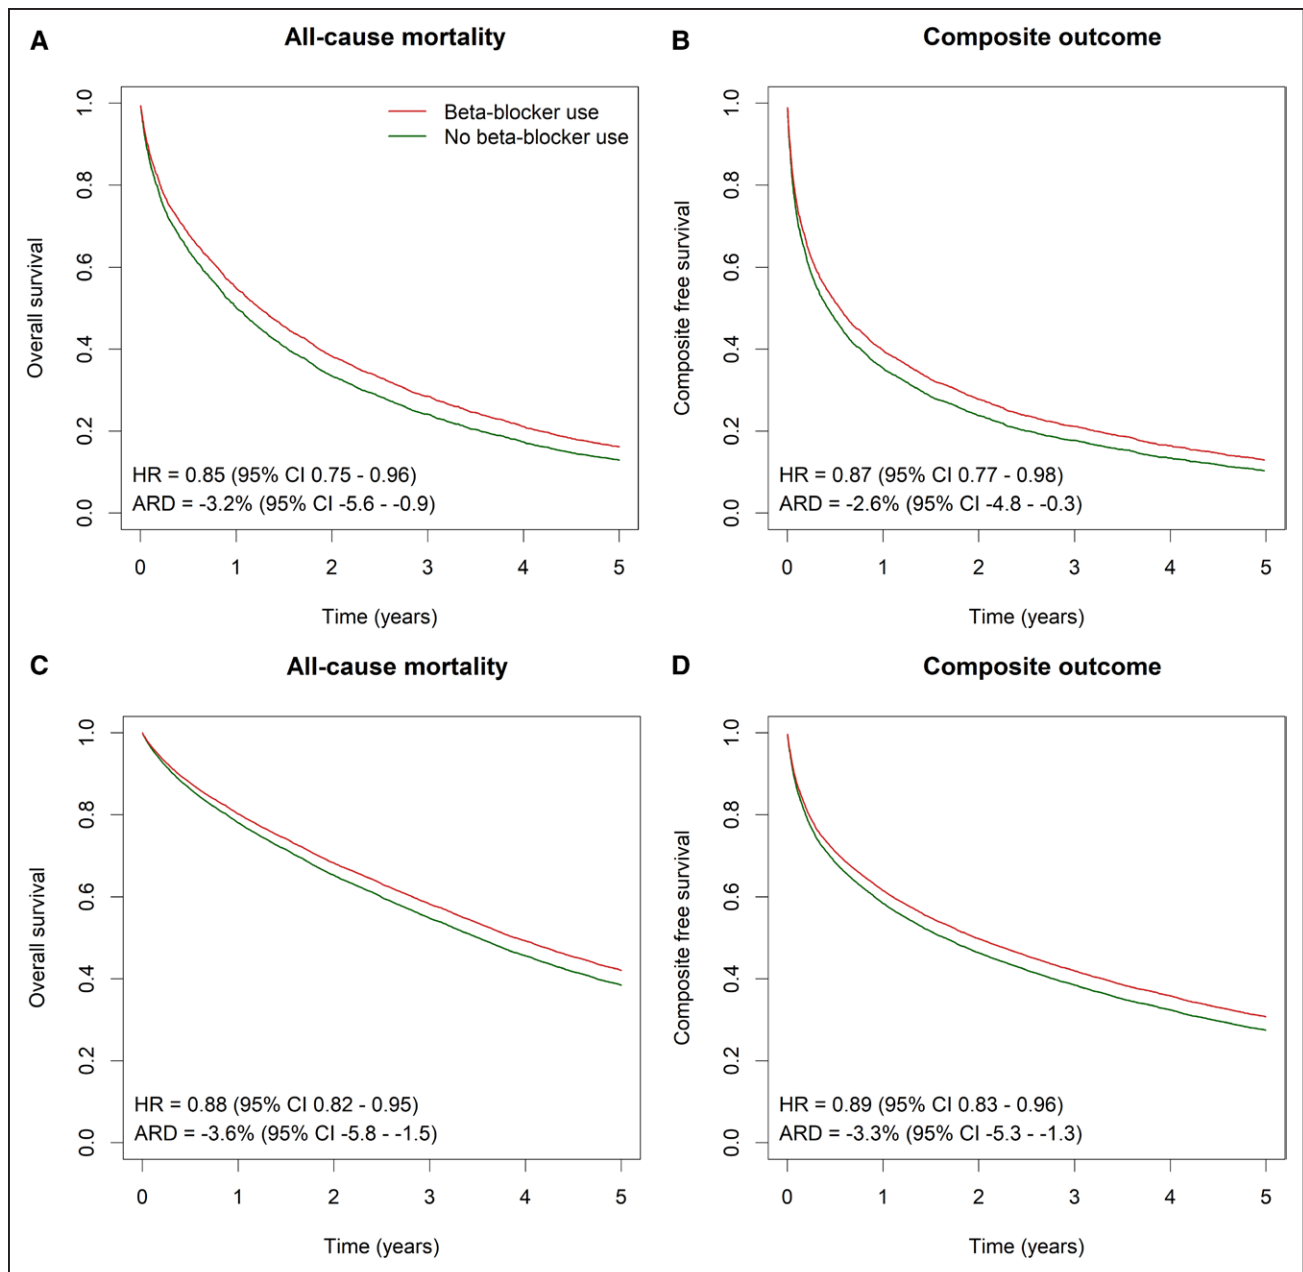 A
All-cause mortality
Overall survival
1.0
0.8
0.6
0.4
0.2
0.0
Beta-blocker use
No beta-blocker use
HR = 0.85 (95% CI 0.75 - 0.96)
ARD = -3.2% (95% CI -5.6 - -0.9)
0 1 2 3 4 5
Time (years)
B
Composite outcome
Composite free survival
1.0
0.8
0.6
0.4
0.2
0.0
HR = 0.87 (95% CI 0.77 - 0.98)
ARD = -2.6% (95% CI -4.8 - -0.3)
0 1 2 3 4 5
Time (years)
C
All-cause mortality
Overall survival
1.0
0.8
0.6
0.4
0.2
0.0
HR = 0.88 (95% CI 0.82 - 0.95)
ARD = -3.6% (95% CI -5.8 - -1.5)
0 1 2 3 4 5
Time (years)
D
Composite outcome
Composite free survival
1.0
0.8
0.6
0.4
0.2
0.0
HR = 0.89 (95% CI 0.83 - 0.96)
ARD = -3.3% (95% CI -5.3 - -1.3)
0 1 2 3 4 5
Time (years)